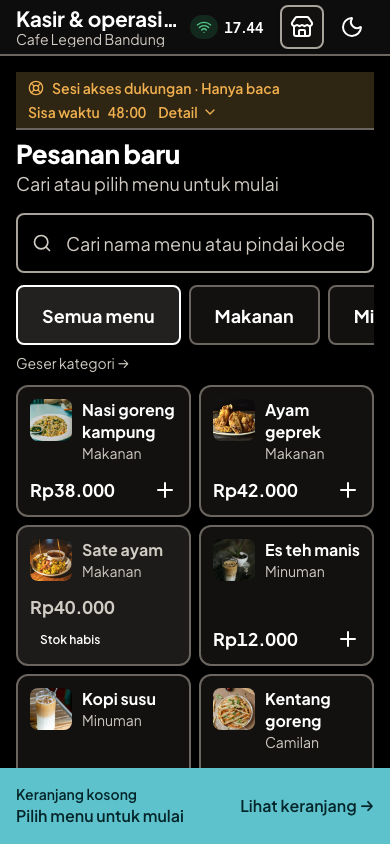 Kasir & operasi...
Cafe Legend Bandung
17.44
Sesi akses dukungan · Hanya baca
Sisa waktu 48:00 Detail
Pesanan baru
Cari atau pilih menu untuk mulai
Cari nama menu atau pindai kode
Semua menu
Makanan
Mi
Geser kategori →
Nasi goreng
kampung
Makanan
Rp38.000
Ayam
geprek
Makanan
Rp42.000
Sate ayam
Makanan
Rp40.000
Stok habis
Es teh manis
Minuman
Rp12.000
Kopi susu
Minuman
Kentang
goreng
Camilan
Keranjang kosong
Pilih menu untuk mulai
Lihat keranjang →